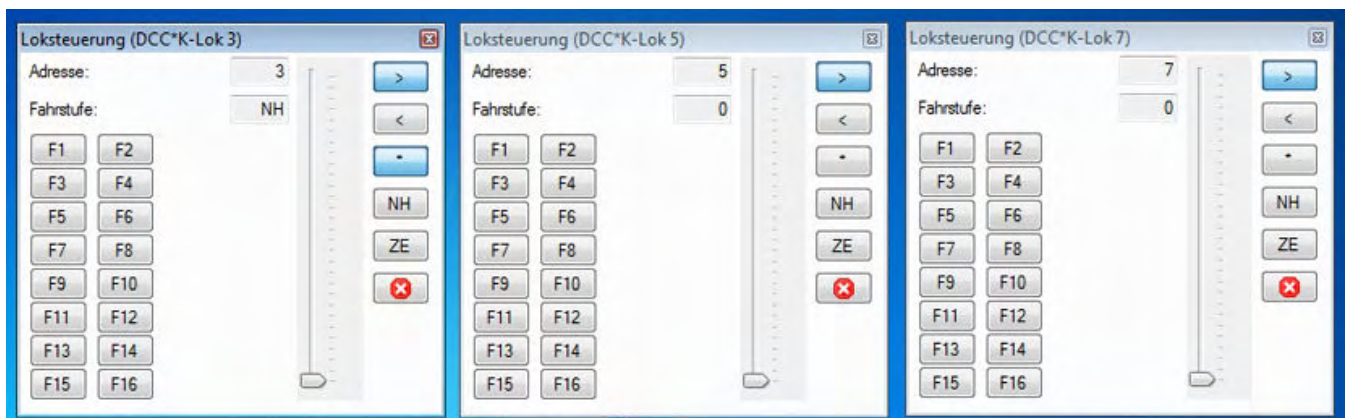 Loksteuerung (DCC*K-Lok 3)
Adresse: 3 >
Fahrstufe: NH <
F1 F2 *
F3 F4
F5 F6 NH
F7 F8 ZE
F9 F10
F11 F12
F13 F14
F15 F16
Loksteuerung (DCC*K-Lok 5)
Adresse: 5 >
Fahrstufe: 0 <
F1 F2 *
F3 F4
F5 F6 NH
F7 F8 ZE
F9 F10
F11 F12
F13 F14
F15 F16
Loksteuerung (DCC*K-Lok 7)
Adresse: 7 >
Fahrstufe: 0 <
F1 F2 *
F3 F4
F5 F6 NH
F7 F8 ZE
F9 F10
F11 F12
F13 F14
F15 F16